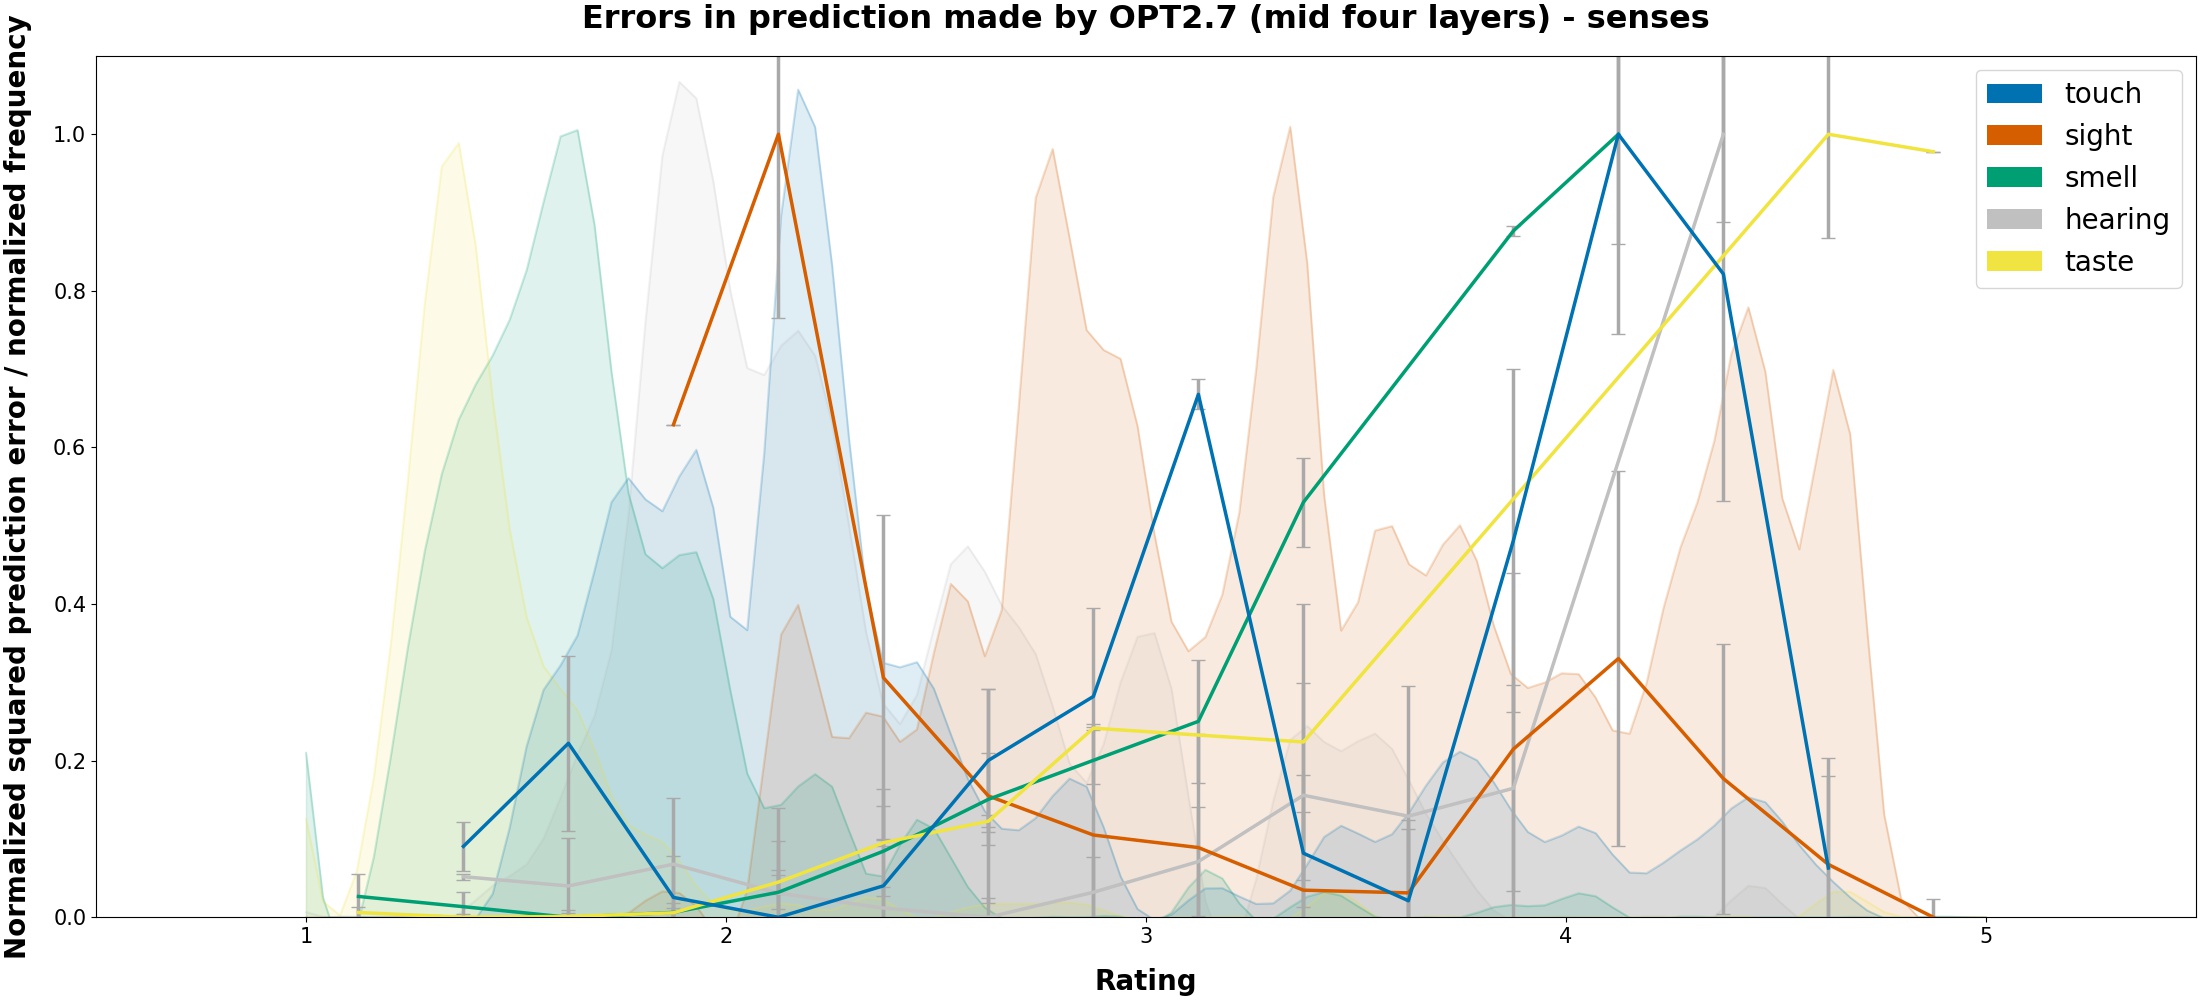 Errors in prediction made by OPT2.7 (mid four layers) - senses
Normalized squared prediction error / normalized frequency
1.0
0.8
0.6
0.4
0.2
0.0
touch
sight
smell
hearing
taste
1 2 3 4 5
Rating